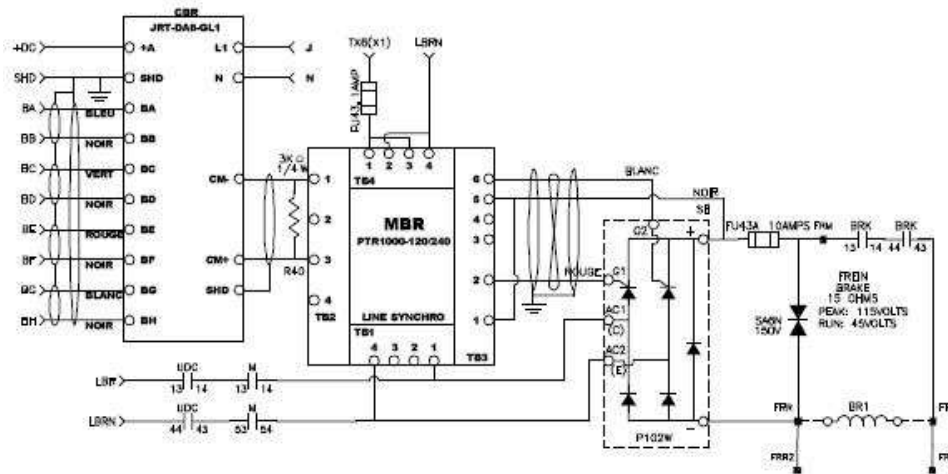 CBR
JRT-DA8-GL1
+DC
+A
L1
J
SHD
SHD
N
N
BA
BA
BLEU
BB
BB
NOIR
BC
BC
VERT
CM-
BD
BD
NOIR
BE
BE
ROUGE
BF
BF
CM+
NOIR
BG
BG
SHD
BLANC
BH
BH
NOIR
TX6(X1)
LBRN
FU43 1AMP
1 2 3 4
TB4
3K Ω
1/4 W
R40
1
2
3
4
TB2
MBR
PTR1000-120/240
LINE SYNCHRO
TB1
4 3 2 1
6
5
4
3
2
1
TB3
BLANC
NOIR
SB
ROUGE
G1
G2
+
AC1
(C)
AC2
(E)
-
P102W
FU43A 10AMPS
FRM
BRK
13 14
BRK
44 43
FREIN
BRAKE
15 OHMS
PEAK: 115VOLTS
RUN: 45VOLTS
150V
BR1
FRR2
UDC
13 14
M
13 14
LBRN
UDC
44 43
M
53 54